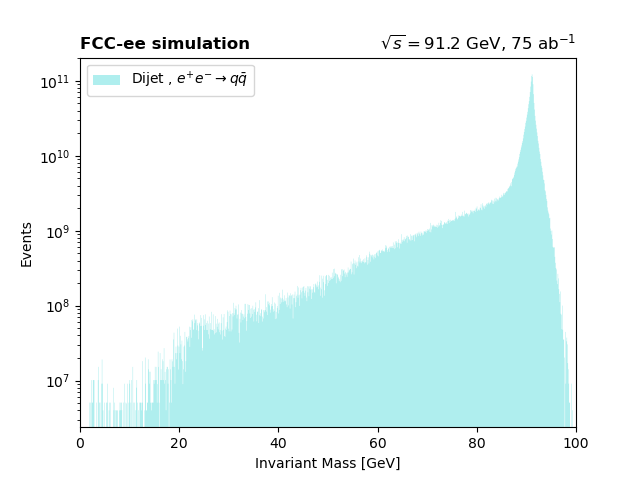 FCC-ee simulation
√s = 91.2 GeV, 75 ab⁻¹
Dijet , e⁺e⁻ → qq̄
10¹¹
10¹⁰
10⁹
10⁸
10⁷
Events
0 20 40 60 80 100
Invariant Mass [GeV]